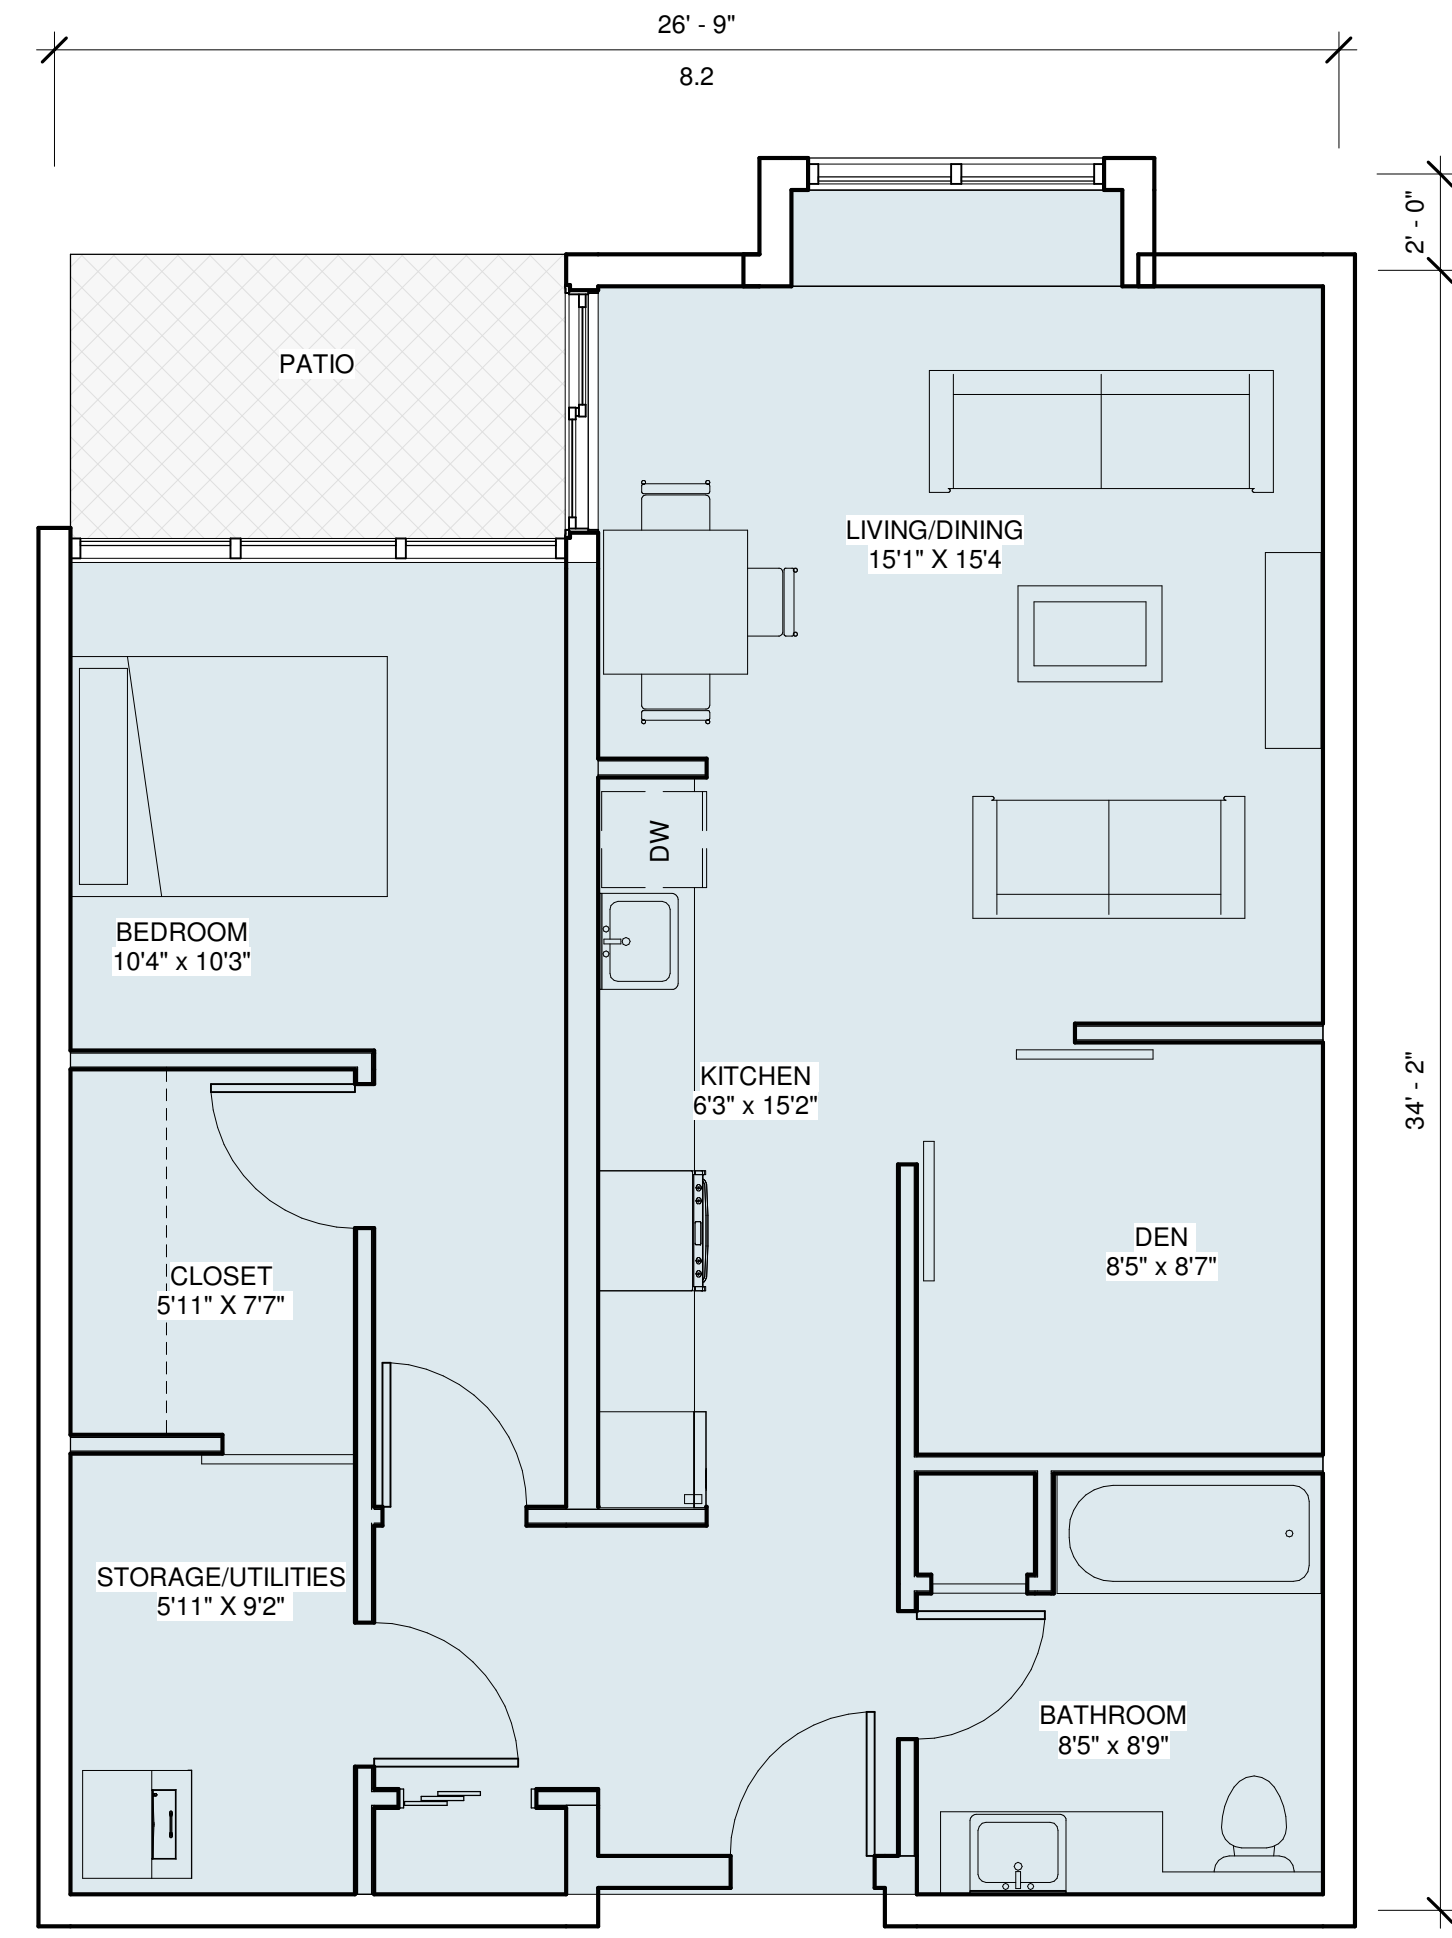 26' - 9"
8.2
2' - 0"
PATIO
LIVING/DINING
15'1" X 15'4
DW
BEDROOM
10'4" x 10'3"
KITCHEN
6'3" x 15'2"
34' - 2"
DEN
8'5" x 8'7"
CLOSET
5'11" X 7'7"
STORAGE/UTILITIES
5'11" X 9'2"
BATHROOM
8'5" x 8'9"